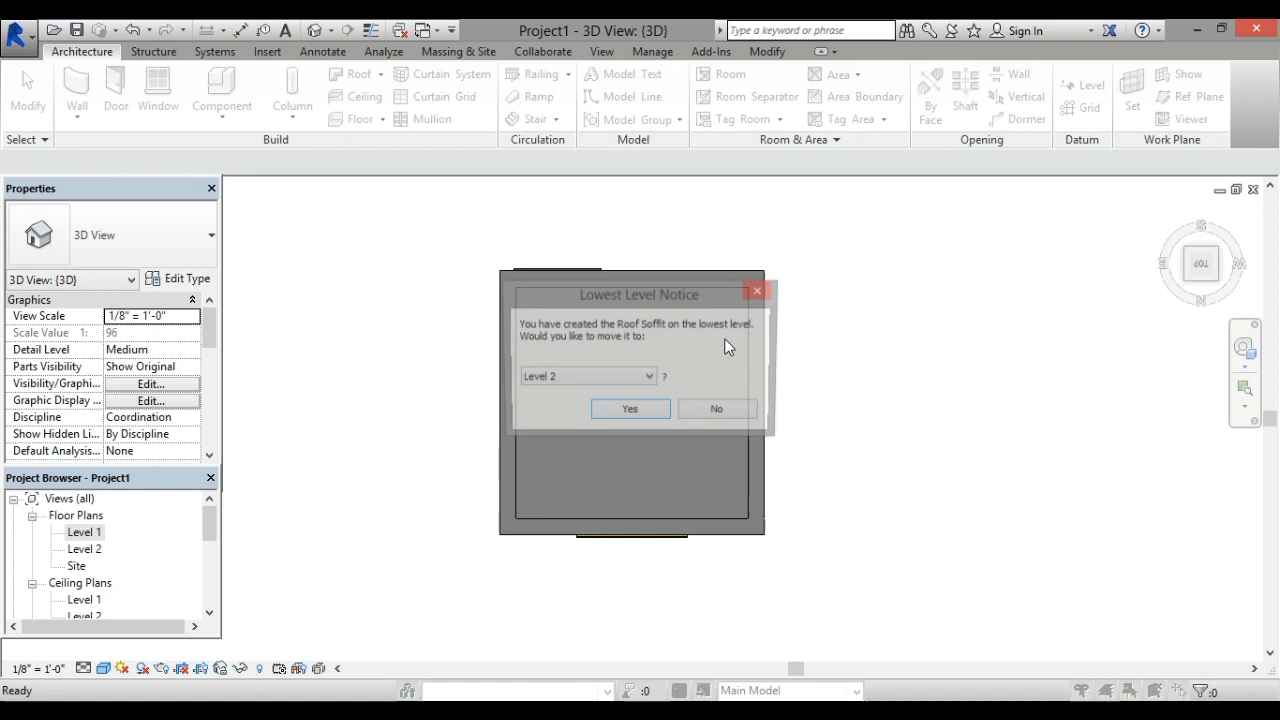 Project1 - 3D View: {3D}
Type a keyword or phrase
Sign In
Architecture Structure Systems Insert Annotate Analyze Massing & Site Collaborate View Manage Add-Ins Modify
Modify Wall Door Window Component Column Roof Curtain System Railing Model Text Room Area By Face Shaft Wall Level Set Show
Ceiling Curtain Grid Ramp Model Line Room Separator Area Boundary Vertical Grid Ref Plane
Floor Mullion Stair Model Group Tag Room Tag Area Dormer Viewer
Select Build Circulation Model Room & Area Opening Datum Work Plane
Properties
3D View
3D View: {3D} Edit Type
Graphics
View Scale 1/8" = 1'-0"
Scale Value 1: 96
Detail Level Medium
Parts Visibility Show Original
Visibility/Graphi... Edit...
Graphic Display ... Edit...
Discipline Coordination
Show Hidden Li... By Discipline
Default Analysis... None
Project Browser - Project1
Views (all)
Floor Plans
Level 1
Level 2
Site
Ceiling Plans
Level 1
Level 2
Lowest Level Notice
You have created the Roof Soffit on the lowest level.
Would you like to move it to:
Level 2 ?
Yes No
TOP
S
E W
N
1/8" = 1'-0"
Ready :0 Main Model :0